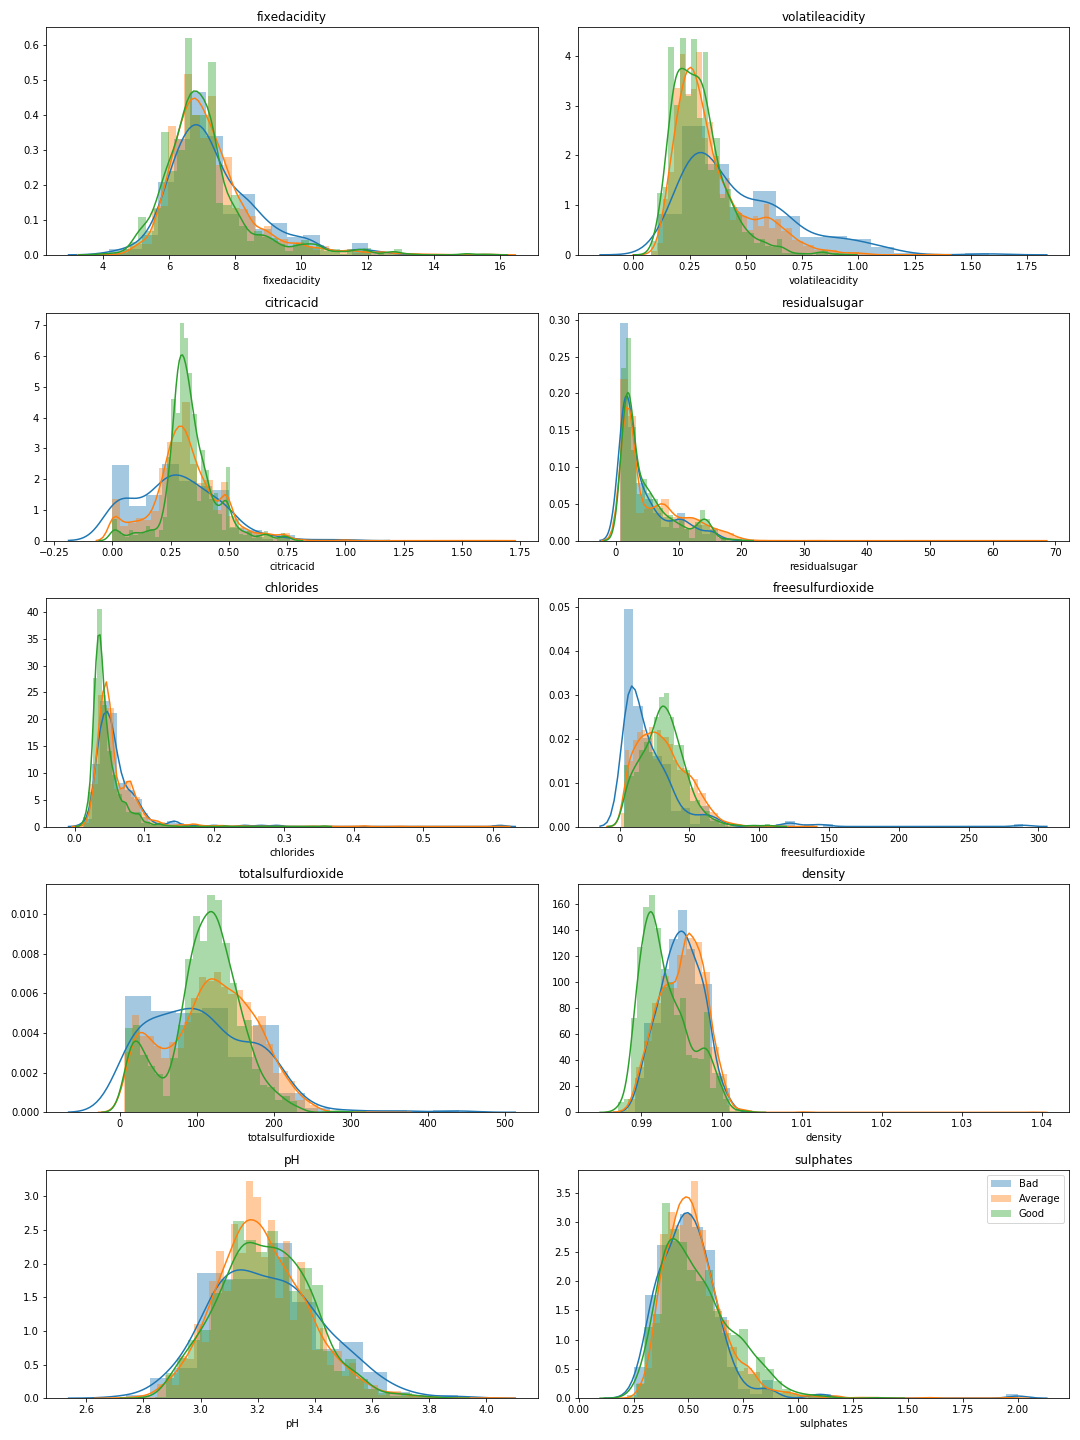 fixedacidity
0.6
0.5
0.4
0.3
0.2
0.1
0.0
4 6 8 10 12 14 16
fixedacidity
volatileacidity
4
3
2
1
0
0.00 0.25 0.50 0.75 1.00 1.25 1.50 1.75
volatileacidity
citricacid
7
6
5
4
3
2
1
0
−0.25 0.00 0.25 0.50 0.75 1.00 1.25 1.50 1.75
citricacid
residualsugar
0.30
0.25
0.20
0.15
0.10
0.05
0.00
0 10 20 30 40 50 60 70
residualsugar
chlorides
40
35
30
25
20
15
10
5
0
0.0 0.1 0.2 0.3 0.4 0.5 0.6
chlorides
freesulfurdioxide
0.05
0.04
0.03
0.02
0.01
0.00
0 50 100 150 200 250 300
freesulfurdioxide
totalsulfurdioxide
0.010
0.008
0.006
0.004
0.002
0.000
0 100 200 300 400 500
totalsulfurdioxide
density
160
140
120
100
80
60
40
20
0
0.99 1.00 1.01 1.02 1.03 1.04
density
pH
3.0
2.5
2.0
1.5
1.0
0.5
0.0
2.6 2.8 3.0 3.2 3.4 3.6 3.8 4.0
pH
sulphates
Bad
Average
Good
3.5
3.0
2.5
2.0
1.5
1.0
0.5
0.0
0.00 0.25 0.50 0.75 1.00 1.25 1.50 1.75 2.00
sulphates